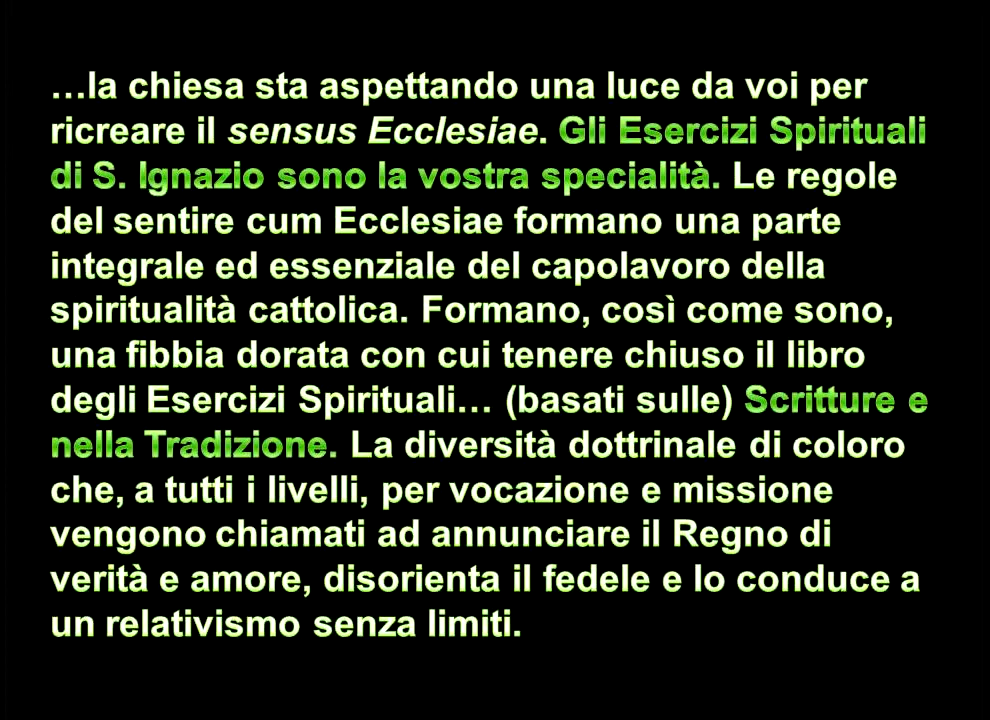 …la chiesa sta aspettando una luce da voi per
ricreare il sensus Ecclesiae. Gli Esercizi Spirituali
di S. Ignazio sono la vostra specialità. Le regole
del sentire cum Ecclesiae formano una parte
integrale ed essenziale del capolavoro della
spiritualità cattolica. Formano, così come sono,
una fibbia dorata con cui tenere chiuso il libro
degli Esercizi Spirituali… (basati sulle) Scritture e
nella Tradizione. La diversità dottrinale di coloro
che, a tutti i livelli, per vocazione e missione
vengono chiamati ad annunciare il Regno di
verità e amore, disorienta il fedele e lo conduce a
un relativismo senza limiti.